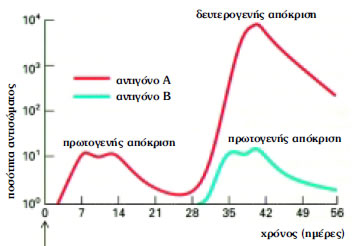 δευτερογενής απόκριση
10⁴
10³
10²
10¹
10⁰
ποσότητα αντισώματος
αντιγόνο Α
αντιγόνο Β
πρωτογενής απόκριση
πρωτογενής απόκριση
0 7 14 21 28 35 42 49 56
χρόνος (ημέρες)